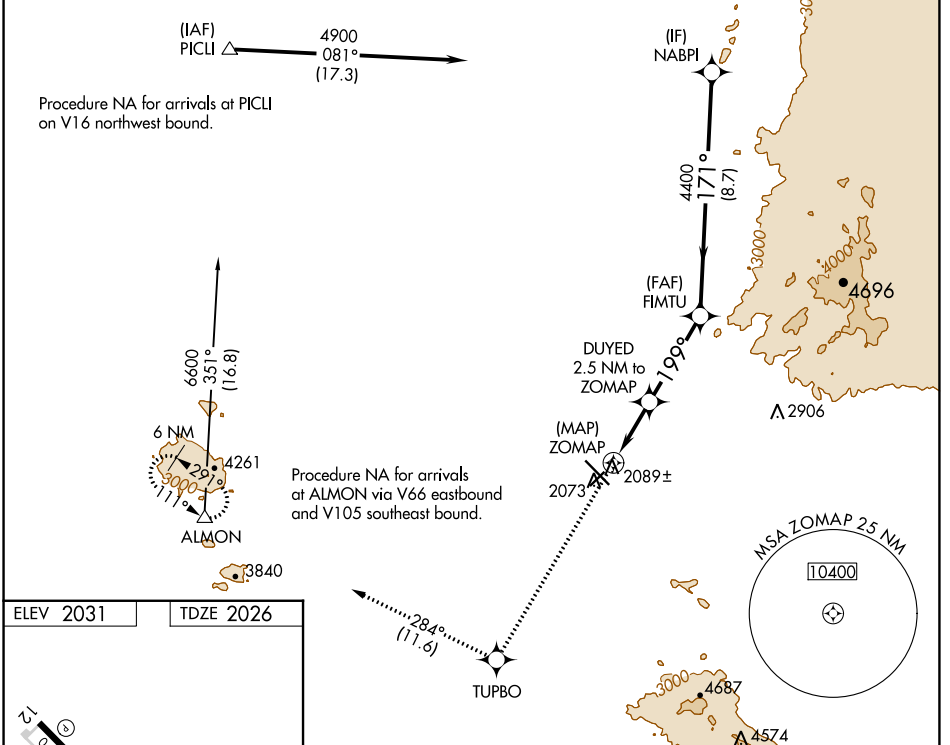 (IAF)
PICLI
4900
081°
(17.3)
Procedure NA for arrivals at PICLI
on V16 northwest bound.
(IF)
NABPI
4400
171°
(8.7)
3000
3000
4000
4696
(FAF)
FIMTU
199°
DUYED
2.5 NM to
ZOMAP
2906
(MAP)
ZOMAP
2089±
2073
6600
351°
(16.8)
6 NM
4261
291°
3000
111°
ALMON
3840
Procedure NA for arrivals
at ALMON via V66 eastbound
and V105 southeast bound.
284°
(11.6)
TUPBO
MSA ZOMAP 25 NM
10400
3000
4687
4574
ELEV 2031
TDZE 2026
12
P